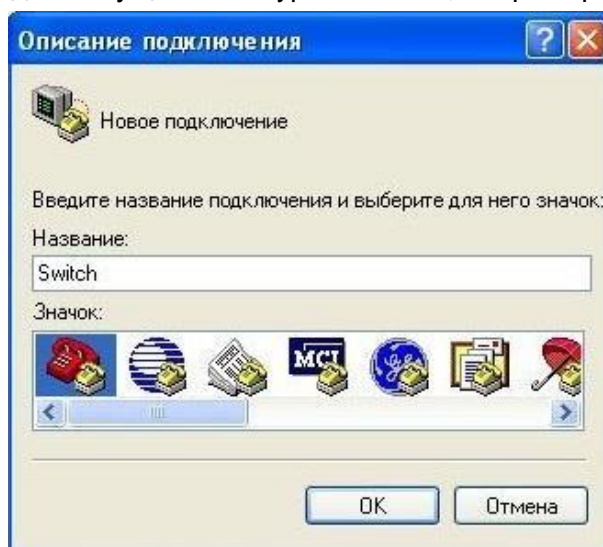 Описание подключения
Новое подключение
Введите название подключения и выберите для него значок:
Название:
Switch
Значок:
MCI
OK
Отмена